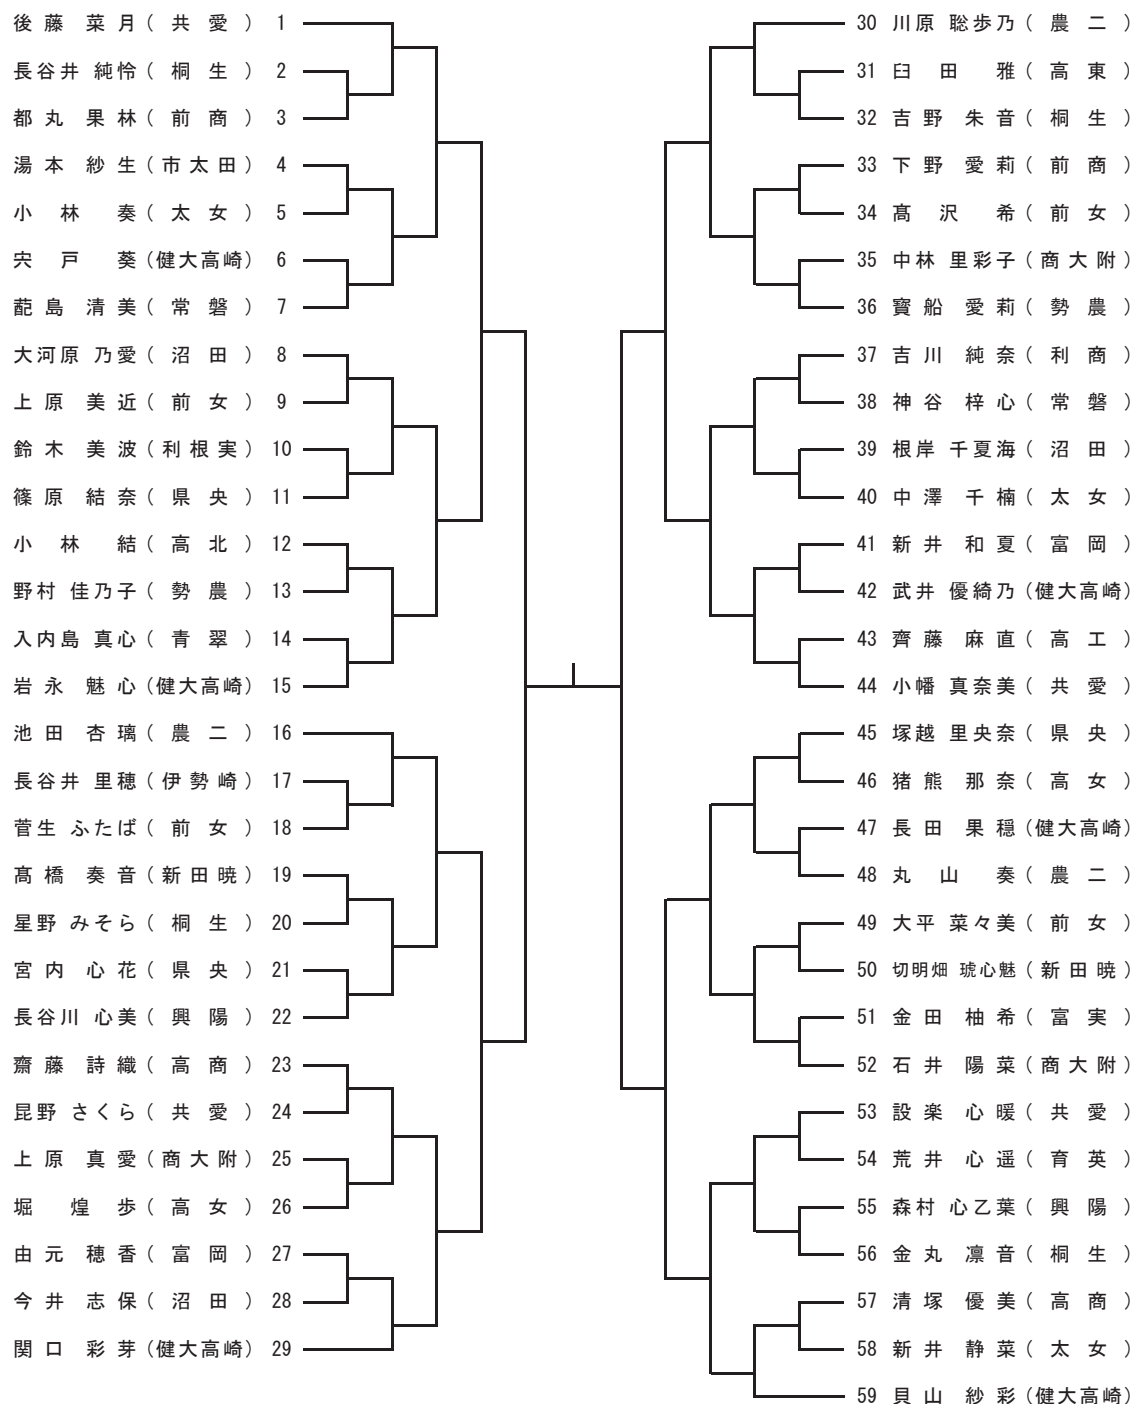 後藤 菜月(共愛) 1
長谷井 純怜(桐生) 2
都丸 果林(前商) 3
湯本 紗生(市太田) 4
小林 奏(太女) 5
宍戸 葵(健大高崎) 6
蓜島 清美(常磐) 7
大河原 乃愛(沼田) 8
上原 美近(前女) 9
鈴木 美波(利根実) 10
篠原 結奈(県央) 11
小林 結(高北) 12
野村 佳乃子(勢農) 13
入内島 真心(青翠) 14
岩永 魅心(健大高崎) 15
池田 杏璃(農二) 16
長谷井 里穂(伊勢崎) 17
菅生 ふたば(前女) 18
髙橋 奏音(新田暁) 19
星野 みそら(桐生) 20
宮内 心花(県央) 21
長谷川 心美(興陽) 22
齋藤 詩織(高商) 23
昆野 さくら(共愛) 24
上原 真愛(商大附) 25
堀 煌歩(高女) 26
由元 穂香(富岡) 27
今井 志保(沼田) 28
関口 彩芽(健大高崎) 29
30 川原 聡歩乃(農二)
31 臼田 雅(高東)
32 吉野 朱音(桐生)
33 下野 愛莉(前商)
34 髙沢 希(前女)
35 中林 里彩子(商大附)
36 寳船 愛莉(勢農)
37 吉川 純奈(利商)
38 神谷 梓心(常磐)
39 根岸 千夏海(沼田)
40 中澤 千楠(太女)
41 新井 和夏(富岡)
42 武井 優綺乃(健大高崎)
43 齊藤 麻直(高工)
44 小幡 真奈美(共愛)
45 塚越 里央奈(県央)
46 猪熊 那奈(高女)
47 長田 果穏(健大高崎)
48 丸山 奏(農二)
49 大平 菜々美(前女)
50 切明畑 琥心魅(新田暁)
51 金田 柚希(富実)
52 石井 陽菜(商大附)
53 設楽 心暖(共愛)
54 荒井 心遥(育英)
55 森村 心乙葉(興陽)
56 金丸 凛音(桐生)
57 清塚 優美(高商)
58 新井 静菜(太女)
59 貝山 紗彩(健大高崎)